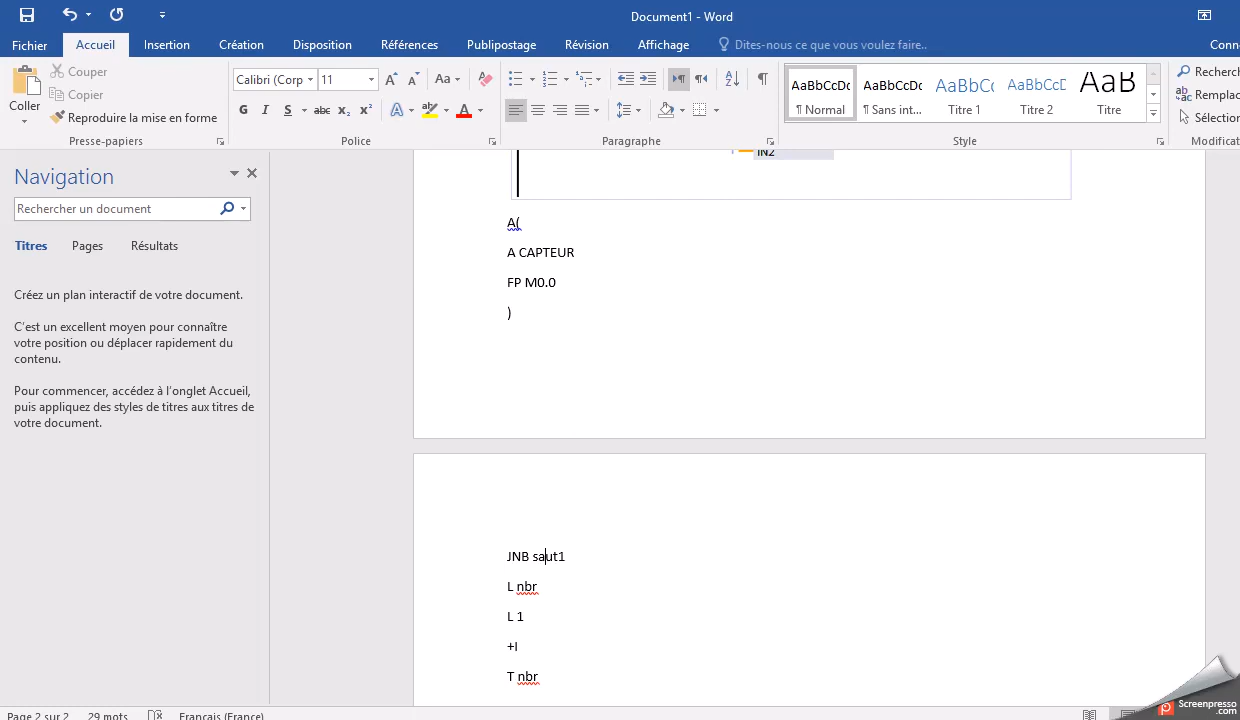 Document1 - Word
Fichier Accueil Insertion Création Disposition Références Publipostage Révision Affichage Dites-nous ce que vous voulez faire.. Conn
Coller
Couper
Copier
Reproduire la mise en forme
Presse-papiers
Calibri (Corp 11
Police
Paragraphe
AaBbCcDc AaBbCcDc AaBbC AaBbCcD AaB
¶ Normal ¶ Sans int... Titre 1 Titre 2 Titre
Style
Recherch
Remplac
Sélection
Modificat
Navigation
Rechercher un document
Titres Pages Résultats
Créez un plan interactif de votre document.
C'est un excellent moyen pour connaître
votre position ou déplacer rapidement du
contenu.
Pour commencer, accédez à l'onglet Accueil,
puis appliquez des styles de titres aux titres de
votre document.
IN2
A(
A CAPTEUR
FP M0.0
)
JNB saut1
L nbr
L 1
+I
T nbr
Page 2 sur 2 29 mots Français (France)
Screenpresso
.com